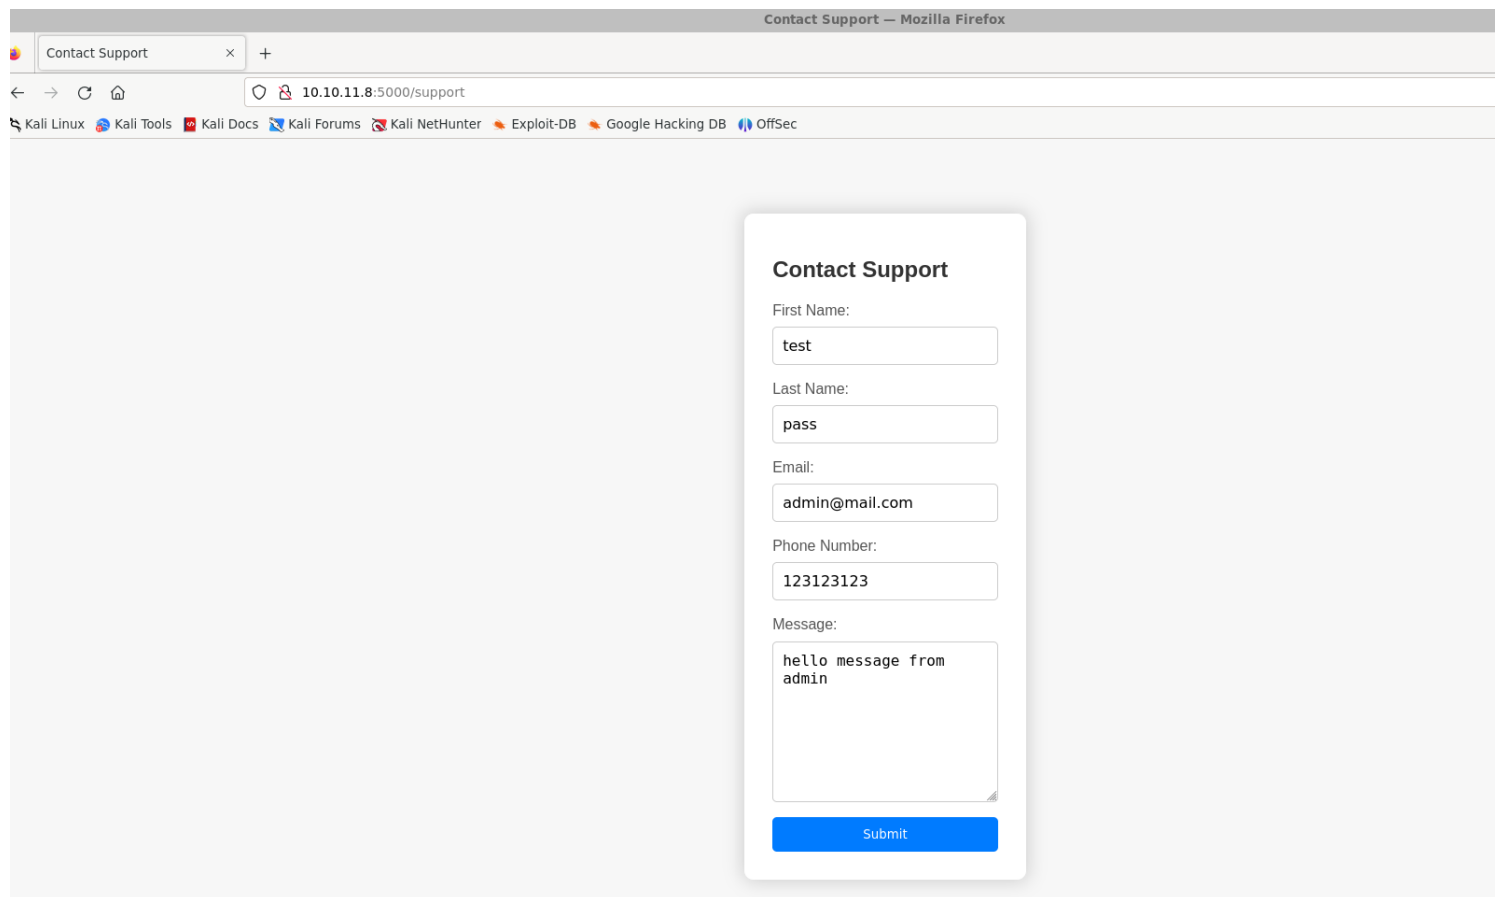 Contact Support — Mozilla Firefox
Contact Support
10.10.11.8:5000/support
Kali Linux Kali Tools Kali Docs Kali Forums Kali NetHunter Exploit-DB Google Hacking DB OffSec
Contact Support
First Name:
test
Last Name:
pass
Email:
admin@mail.com
Phone Number:
123123123
Message:
hello message from
admin
Submit